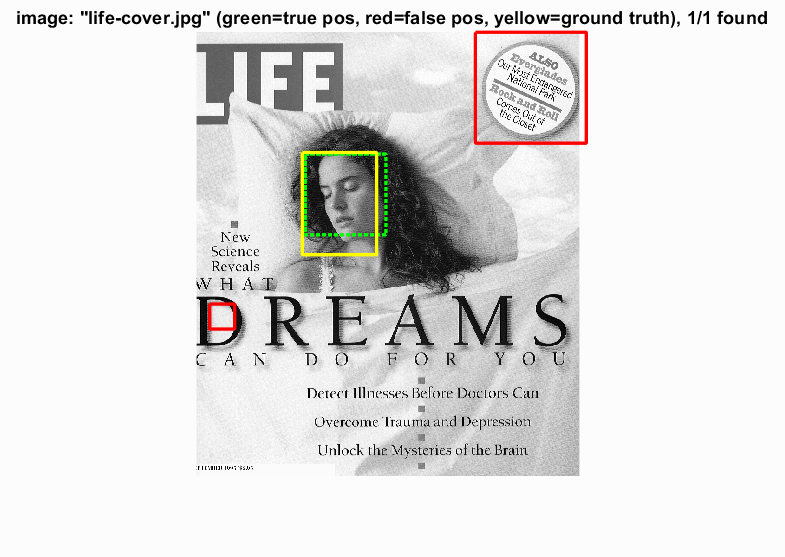 image: "life-cover.jpg" (green=true pos, red=false pos, yellow=ground truth), 1/1 found
LIFE
ALSO
Everglades
Our Most Endangered
National Park
Rock and Roll
Comes Out of
the Closet
New
Science
Reveals
WHAT
DREAMS
CAN DO FOR YOU
Detect Illnesses Before Doctors Can
Overcome Trauma and Depression
Unlock the Mysteries of the Brain